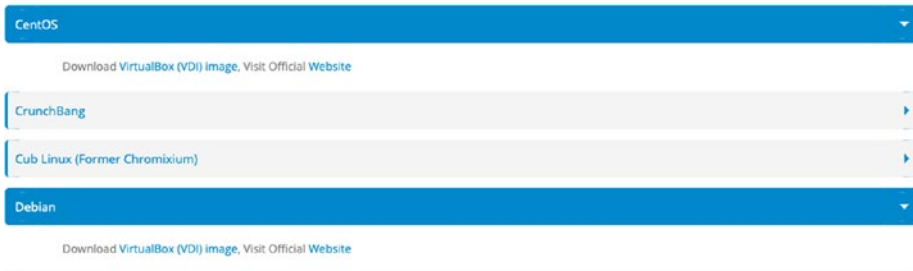 CentOS
Download VirtualBox (VDI) image, Visit Official Website
CrunchBang
Cub Linux (Former Chromixium)
Debian
Download VirtualBox (VDI) image, Visit Official Website